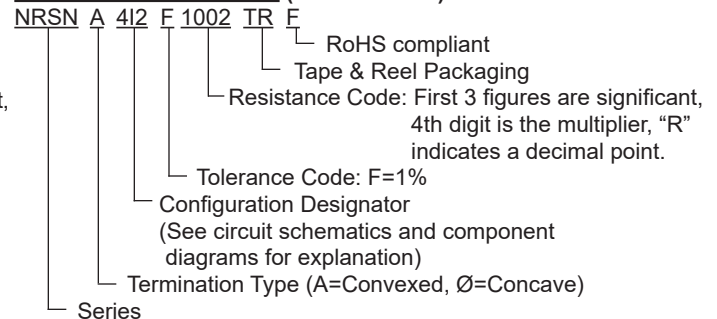 NRSN A 4I2 F 1002 TR F
RoHS compliant
Tape & Reel Packaging
Resistance Code: First 3 figures are significant,
4th digit is the multiplier, “R”
indicates a decimal point.
Tolerance Code: F=1%
Configuration Designator
(See circuit schematics and component
diagrams for explanation)
Termination Type (A=Convexed, Ø=Concave)
Series